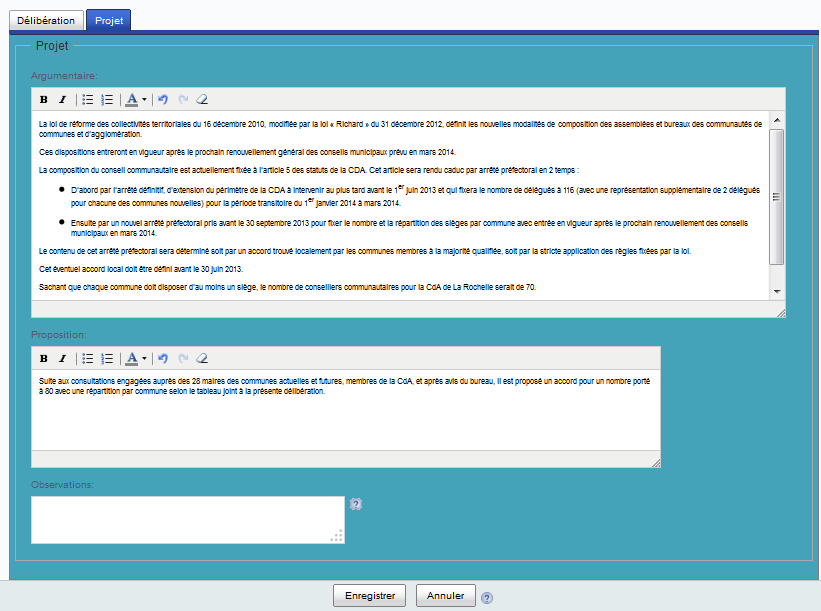 Délibération Projet
Projet
Argumentaire:
B I A
La loi de réforme des collectivités territoriales du 16 décembre 2010, modifiée par la loi « Richard » du 31 décembre 2012, définit les nouvelles modalités de composition des assemblées et bureaux des communautés de
communes et d'agglomération.
Ces dispositions entreront en vigueur après le prochain renouvellement général des conseils municipaux prévu en mars 2014.
La composition du conseil communautaire est actuellement fixée à l'article 5 des statuts de la CDA. Cet article sera rendu caduc par arrêté préfectoral en 2 temps :
● D'abord par l'arrêté définitif, d'extension du périmètre de la CDA à intervenir au plus tard avant le 1er juin 2013 et qui fixera le nombre de délégués à 116 (avec une représentation supplémentaire de 2 délégués
pour chacune des communes nouvelles) pour la période transitoire du 1er janvier 2014 à mars 2014.
● Ensuite par un nouvel arrêté préfectoral pris avant le 30 septembre 2013 pour fixer le nombre et la répartition des sièges par commune avec entrée en vigueur après le prochain renouvellement des conseils
municipaux en mars 2014.
Le contenu de cet arrêté préfectoral sera déterminé soit par un accord trouvé localement par les communes membres à la majorité qualifiée, soit par la stricte application des règles fixées par la loi.
Cet éventuel accord local doit être défini avant le 30 juin 2013.
Sachant que chaque commune doit disposer d'au moins un siège, le nombre de conseillers communautaires pour la CdA de La Rochelle serait de 70.
Proposition:
B I A
Suite aux consultations engagées auprès des 28 maires des communes actuelles et futures, membres de la CdA, et après avis du bureau, il est proposé un accord pour un nombre porté
à 80 avec une répartition par commune selon le tableau joint à la présente délibération.
Observations:
?
Enregistrer Annuler ?